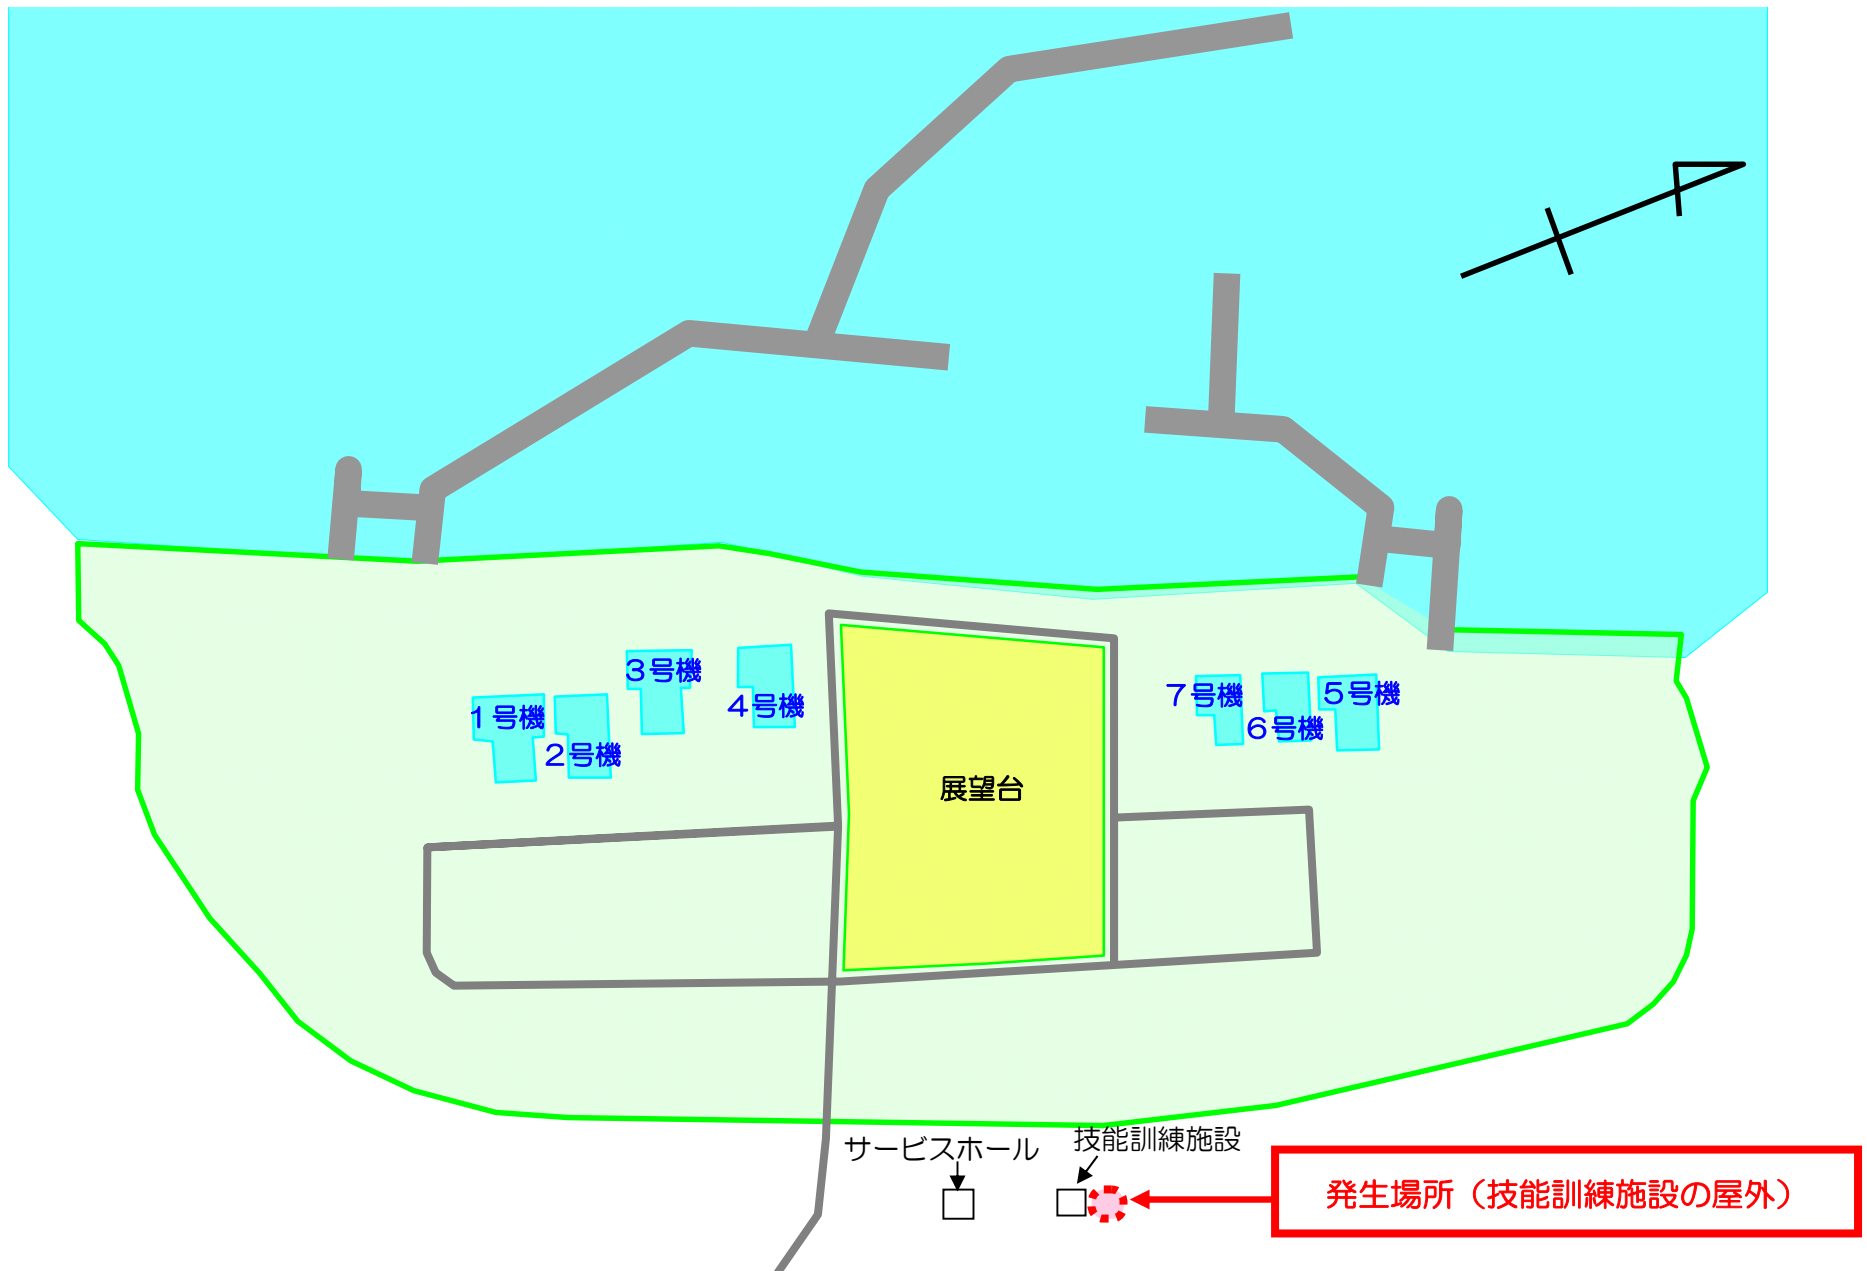 ３号機
４号機
１号機
２号機
７号機
６号機
５号機
展望台
サービスホール
技能訓練施設
発生場所（技能訓練施設の屋外）